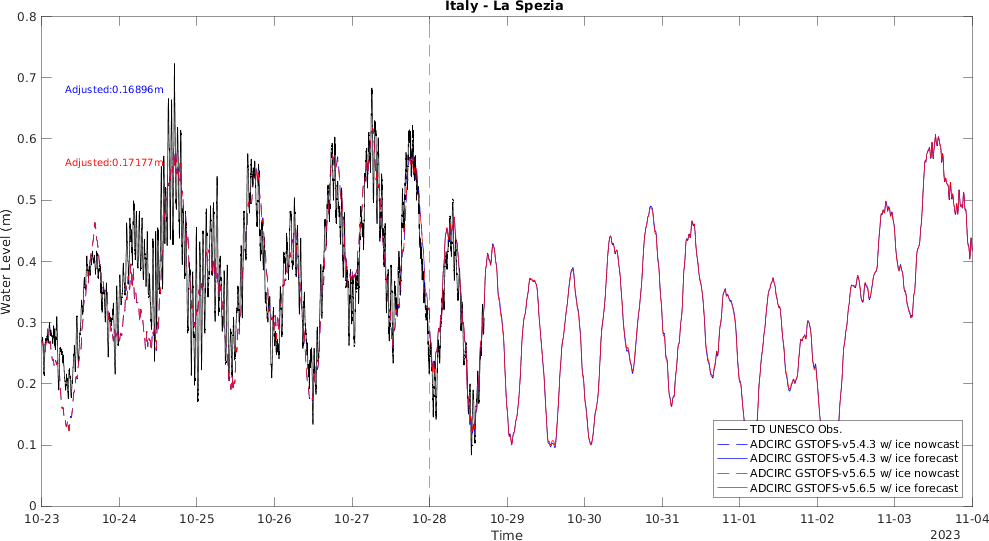 Italy - La Spezia
0.8
0.7
0.6
0.5
0.4
0.3
0.2
0.1
0
Water Level (m)
Adjusted:0.16896m
Adjusted:0.17177m
TD UNESCO Obs.
ADCIRC GSTOFS-v5.4.3 w/ ice nowcast
ADCIRC GSTOFS-v5.4.3 w/ ice forecast
ADCIRC GSTOFS-v5.6.5 w/ ice nowcast
ADCIRC GSTOFS-v5.6.5 w/ ice forecast
10-23 10-24 10-25 10-26 10-27 10-28 10-29 10-30 10-31 11-01 11-02 11-03 11-04
Time
2023